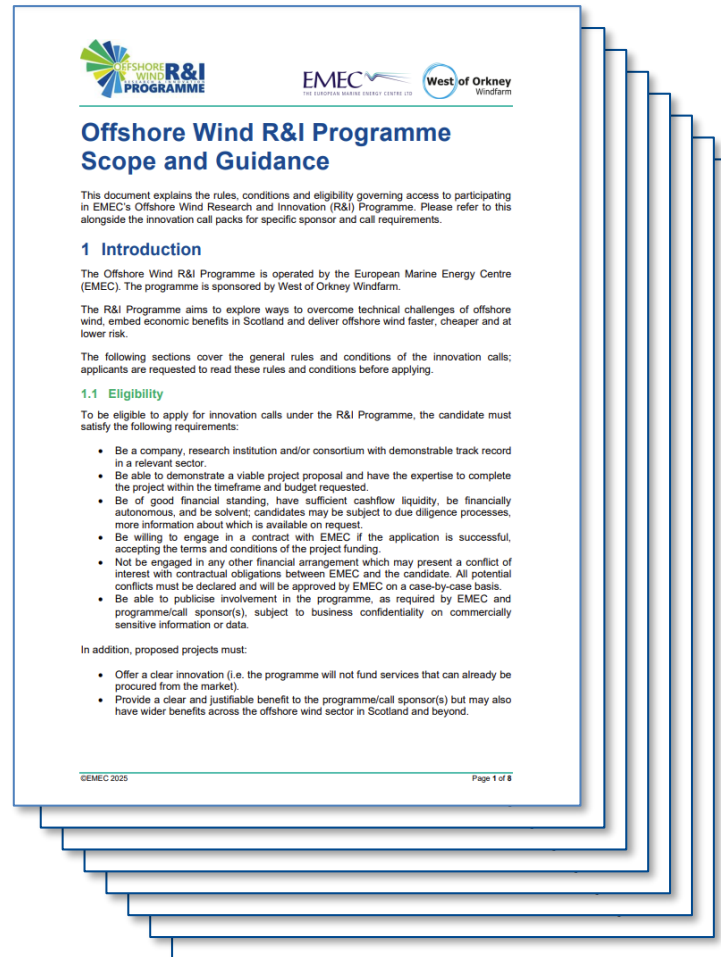 OFFSHORE
WIND R&I
RESEARCH & INNOVATION
PROGRAMME
EMEC
THE EUROPEAN MARINE ENERGY CENTRE LTD
West of Orkney
Windfarm
Offshore Wind R&I Programme
Scope and Guidance
This document explains the rules, conditions and eligibility governing access to participating
in EMEC's Offshore Wind Research and Innovation (R&I) Programme. Please refer to this
alongside the innovation call packs for specific sponsor and call requirements.
1 Introduction
The Offshore Wind R&I Programme is operated by the European Marine Energy Centre
(EMEC). The programme is sponsored by West of Orkney Windfarm.
The R&I Programme aims to explore ways to overcome technical challenges of offshore
wind, embed economic benefits in Scotland and deliver offshore wind faster, cheaper and at
lower risk.
The following sections cover the general rules and conditions of the innovation calls;
applicants are requested to read these rules and conditions before applying.
1.1 Eligibility
To be eligible to apply for innovation calls under the R&I Programme, the candidate must
satisfy the following requirements:
• Be a company, research institution and/or consortium with demonstrable track record
in a relevant sector.
• Be able to demonstrate a viable project proposal and have the expertise to complete
the project within the timeframe and budget requested.
• Be of good financial standing, have sufficient cashflow liquidity, be financially
autonomous, and be solvent; candidates may be subject to due diligence processes,
more information about which is available on request.
• Be willing to engage in a contract with EMEC if the application is successful,
accepting the terms and conditions of the project funding.
• Not be engaged in any other financial arrangement which may present a conflict of
interest with contractual obligations between EMEC and the candidate. All potential
conflicts must be declared and will be approved by EMEC on a case-by-case basis.
• Be able to publicise involvement in the programme, as required by EMEC and
programme/call sponsor(s), subject to business confidentiality on commercially
sensitive information or data.
In addition, proposed projects must:
• Offer a clear innovation (i.e. the programme will not fund services that can already be
procured from the market).
• Provide a clear and justifiable benefit to the programme/call sponsor(s) but may also
have wider benefits across the offshore wind sector in Scotland and beyond.
©EMEC 2025 Page 1 of 8